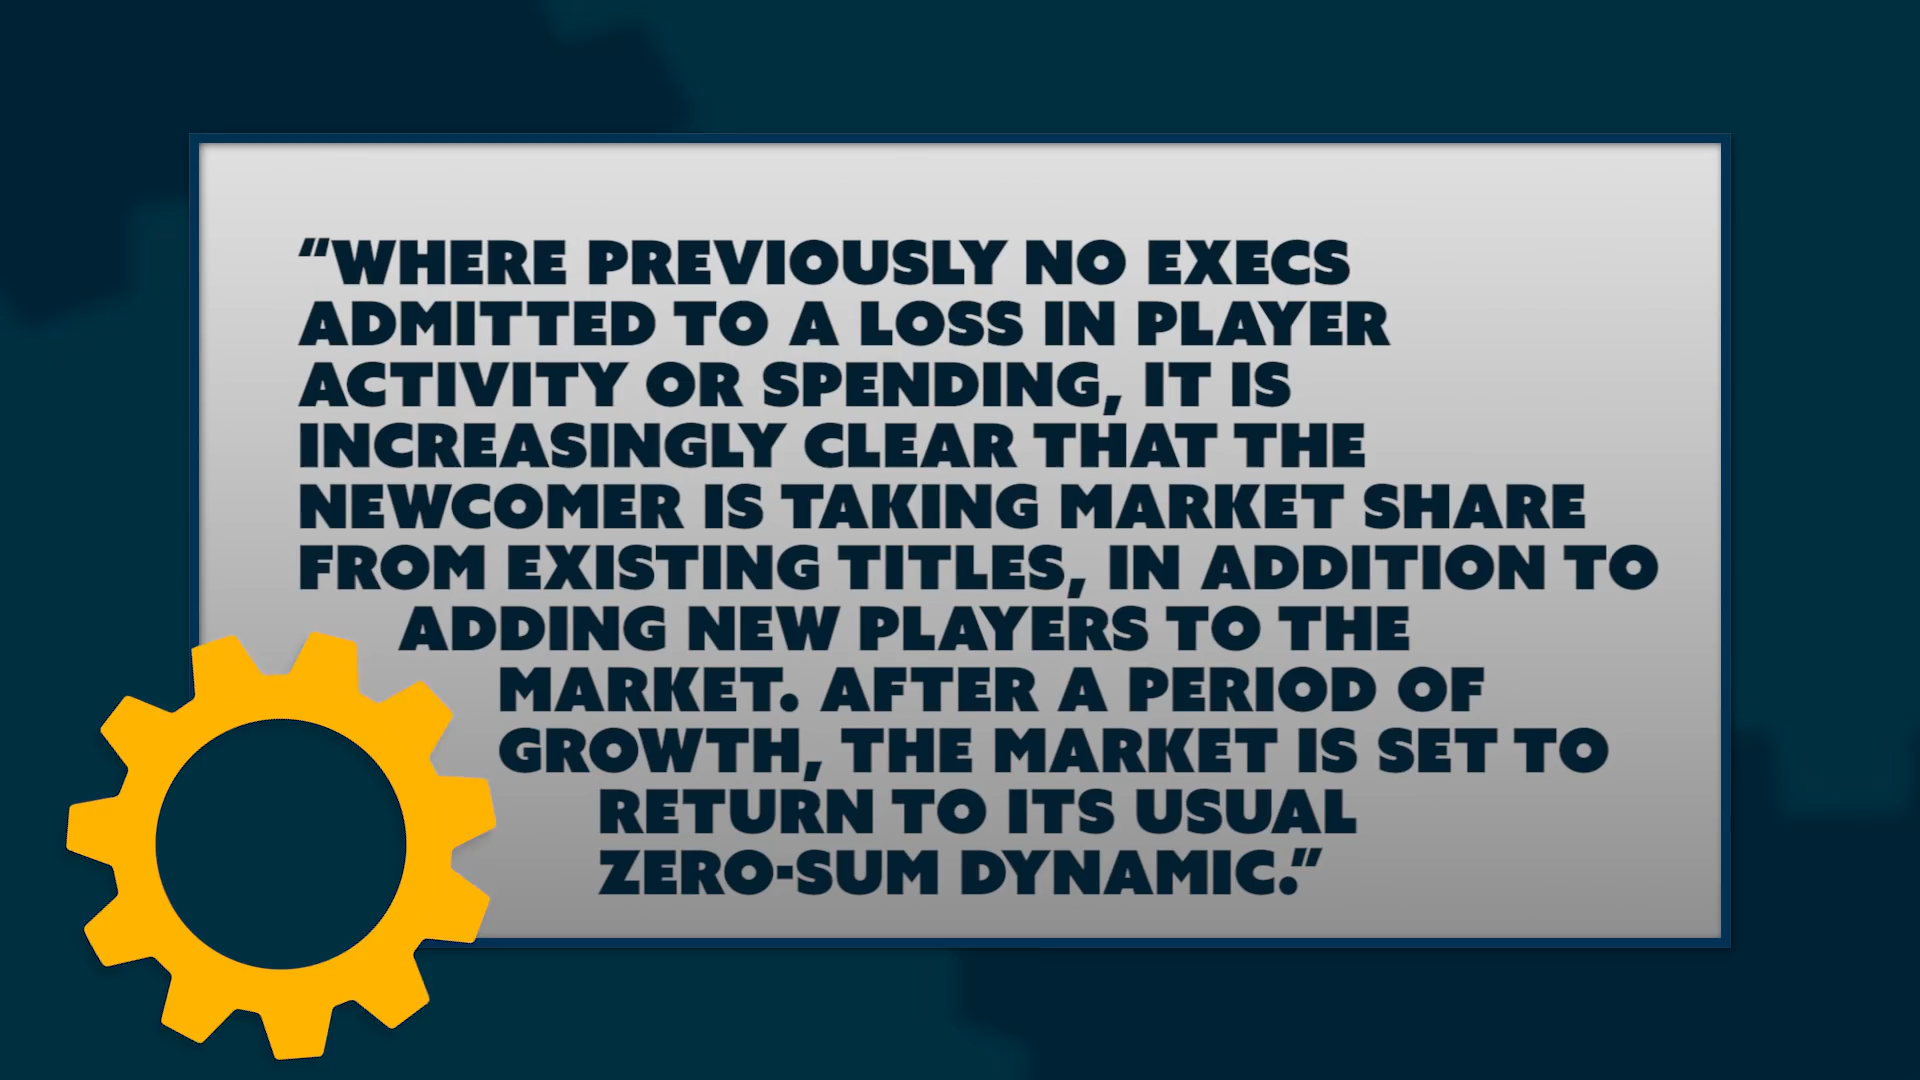 “WHERE PREVIOUSLY NO EXECS
ADMITTED TO A LOSS IN PLAYER
ACTIVITY OR SPENDING, IT IS
INCREASINGLY CLEAR THAT THE
NEWCOMER IS TAKING MARKET SHARE
FROM EXISTING TITLES, IN ADDITION TO
ADDING NEW PLAYERS TO THE
MARKET. AFTER A PERIOD OF
GROWTH, THE MARKET IS SET TO
RETURN TO ITS USUAL
ZERO-SUM DYNAMIC.”